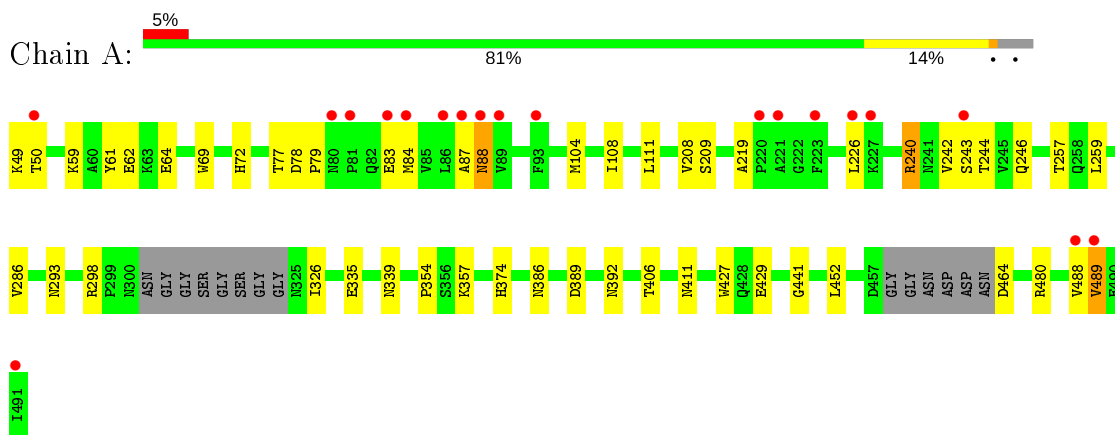 5%
Chain A:
81% 14% • •
K49 T50 K59 A60 Y61 E62 K63 E64 W69 H72 T77 D78 P79 N80 P81 Q82 E83 M84 V85 L86 A87 N88 V89 F93 M104 I108 L111 V208 S209 A219 P220 A221 G222 F223 L226 K227 R240 N241 V242 S243 T244 V245 Q246 T257 Q258 L259
V286 N293 R298 P299 N300 ASN GLY GLY SER GLY SER GLY GLY N325 I326 E335 N339 P354 S356 K357 H374 N386 D389 N392 T406 N411 W427 Q428 E429 G441 L452 D457 GLY GLY ASN ASP ASP ASN D464 R480 V488 V489
I491